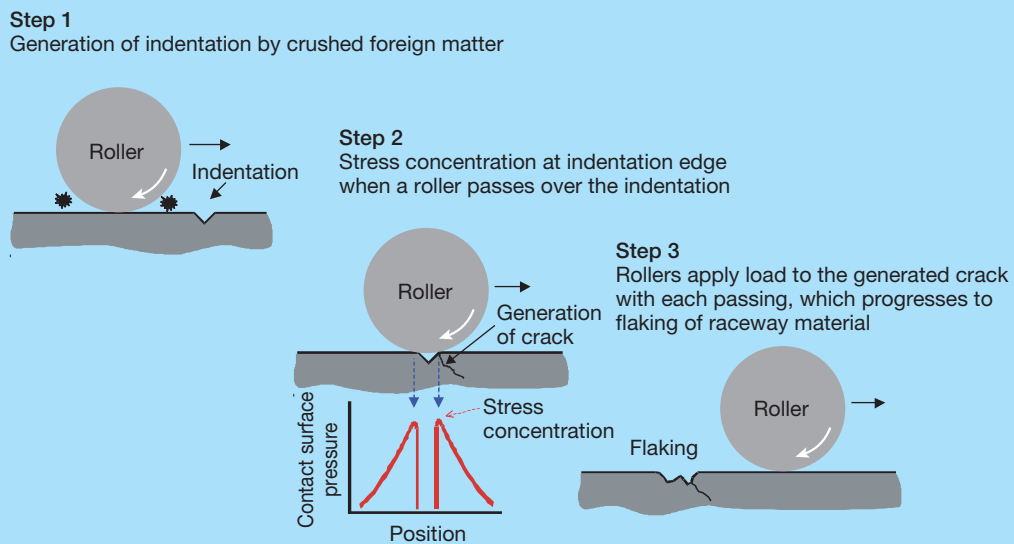 Step 1
Generation of indentation by crushed foreign matter
Roller
Indentation
Step 2
Stress concentration at indentation edge
when a roller passes over the indentation
Roller
Generation
of crack
Stress
concentration
Contact surface
pressure
Position
Step 3
Rollers apply load to the generated crack
with each passing, which progresses to
flaking of raceway material
Roller
Flaking